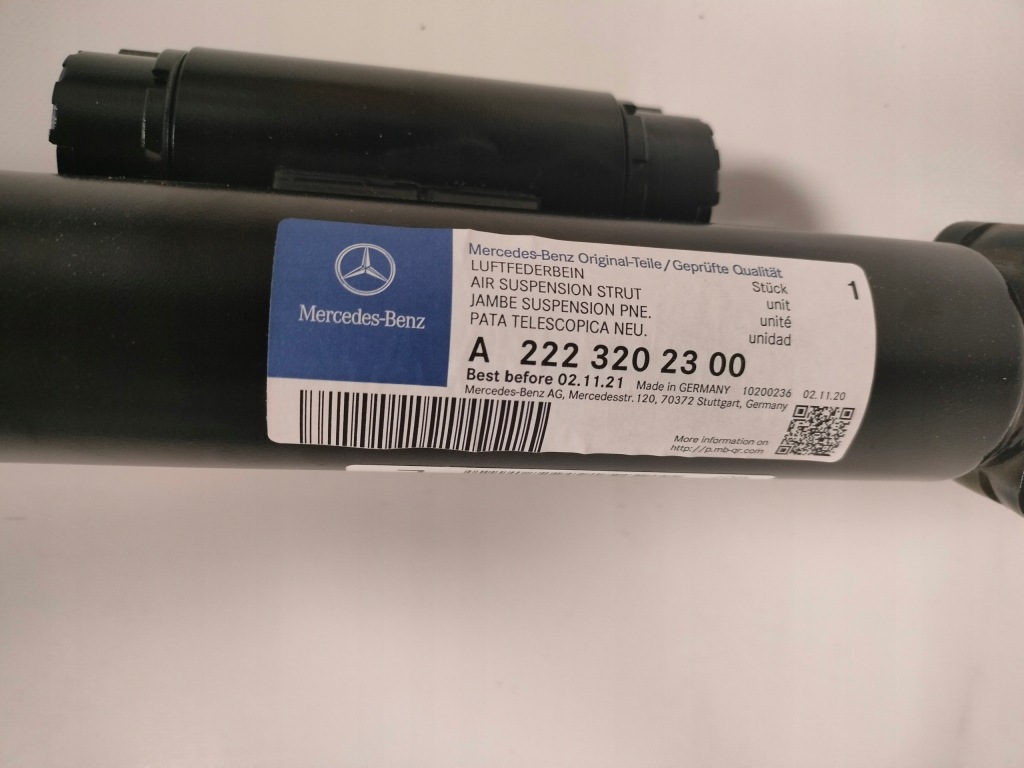 Mercedes-Benz
Mercedes-Benz Original-Teile / Geprüfte Qualität
LUFTFEDERBEIN Stück 1
AIR SUSPENSION STRUT unit
JAMBE SUSPENSION PNE. unité
PATA TELESCOPICA NEU. unidad
A 222 320 23 00
Best before 02.11.21 Made in GERMANY 10200236 02.11.20
Mercedes-Benz AG, Mercedesstr. 120, 70372 Stuttgart, Germany
More information on
http://p.mb-qr.com